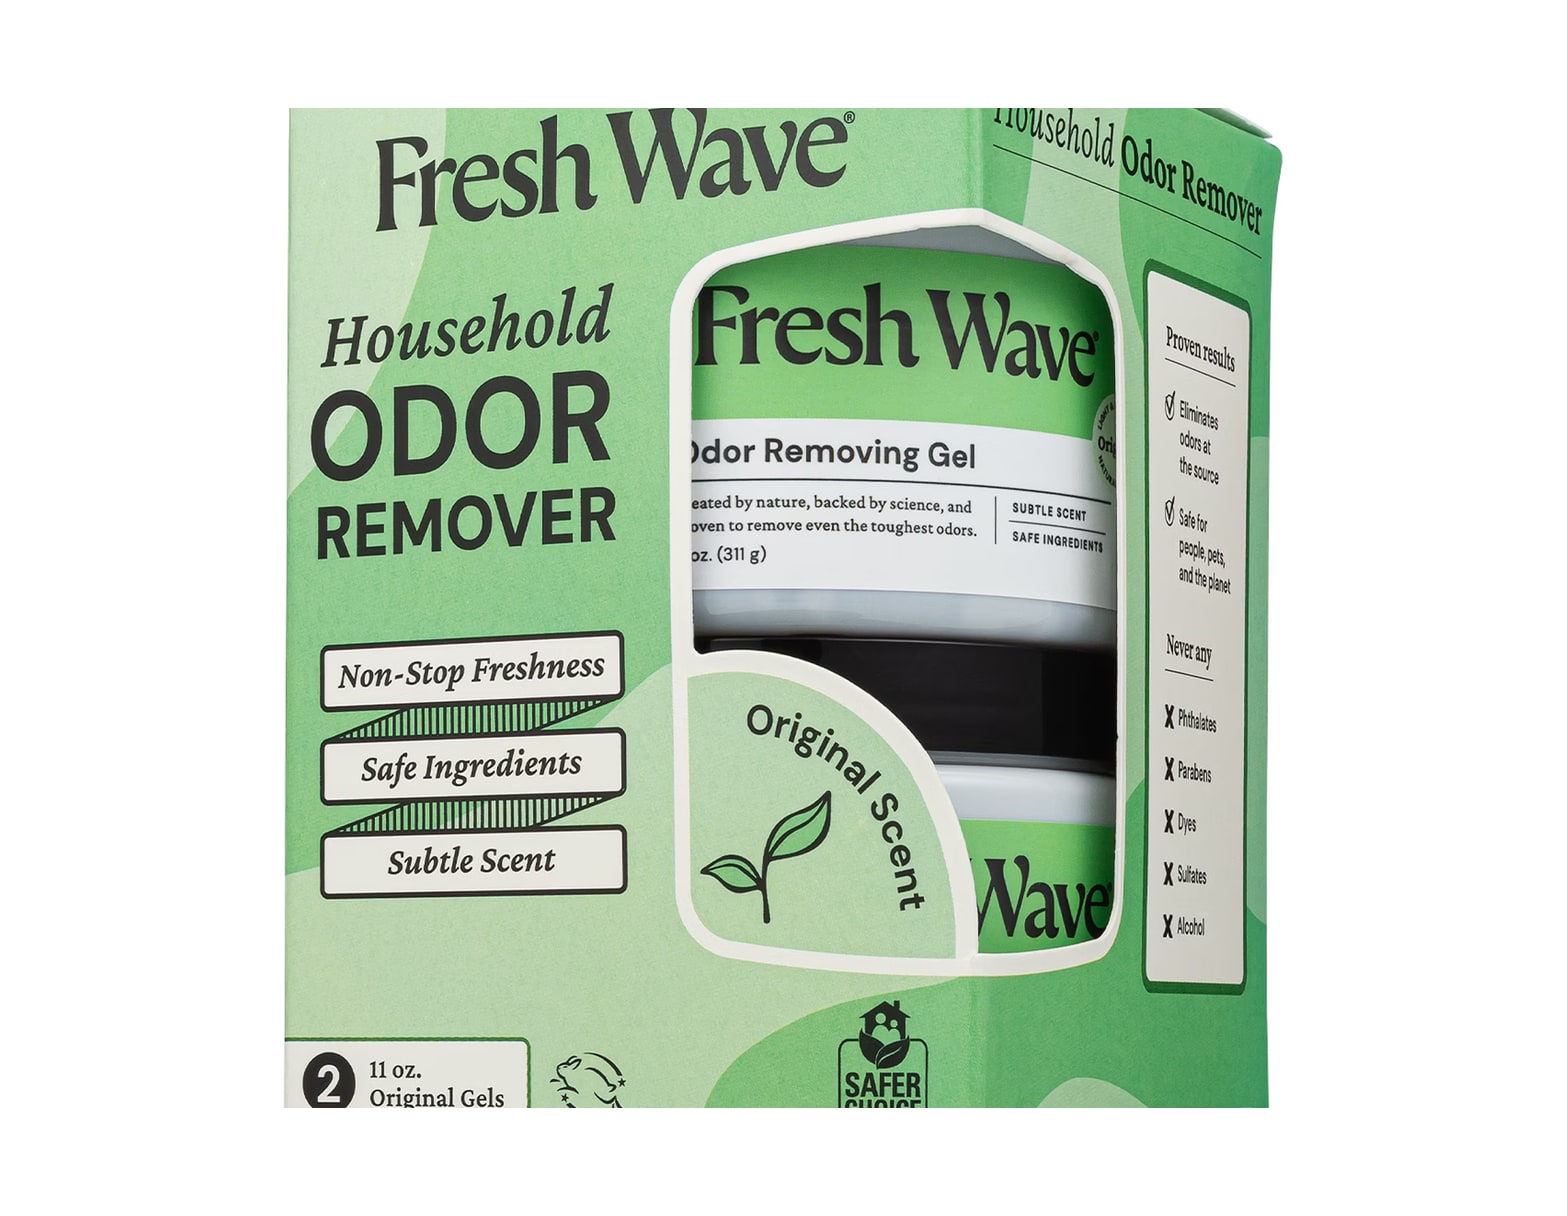 Fresh Wave®
Household
ODOR
REMOVER
Non-Stop Freshness
Safe Ingredients
Subtle Scent
2
11 oz.
Original Gels
Fresh Wave
Odor Removing Gel
eated by nature, backed by science, and
oven to remove even the toughest odors.
oz. (311 g)
SUBTLE SCENT
SAFE INGREDIENTS
Original Scent
Wave
SAFER
CHOICE
Household Odor Remover
Proven results
Eliminates
odors at
the source
Safe for
people, pets,
and the planet
Never any
X Phthalates
X Parabens
X Dyes
X Sulfates
X Alcohol